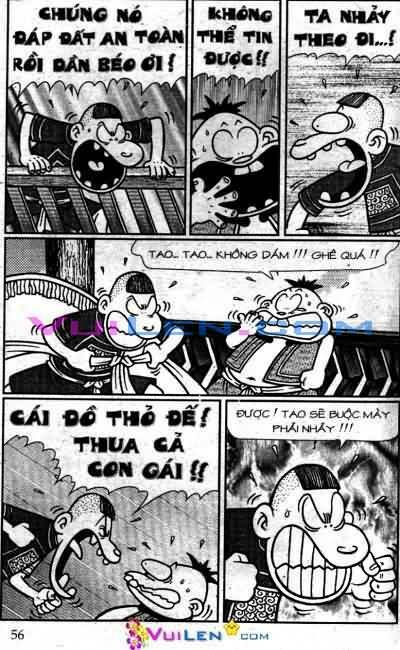 CHÚNG NÓ
ĐÁP ĐẤT AN TOÀN
RỒI DẦN BÉO ƠI!
KHÔNG
THỂ TIN
ĐƯỢC!!
TA NHẢY
THEO ĐI...!
TAO... TAO... KHÔNG DÁM!!! GHÊ QUÁ!!
VUILEN.COM
CÁI ĐỒ THỎ ĐẾ!
THUA CẢ
CON GÁI!!
ĐƯỢC! TAO SẼ BUỘC MÀY
PHẢI NHẢY!!!
56
VUILEN.COM